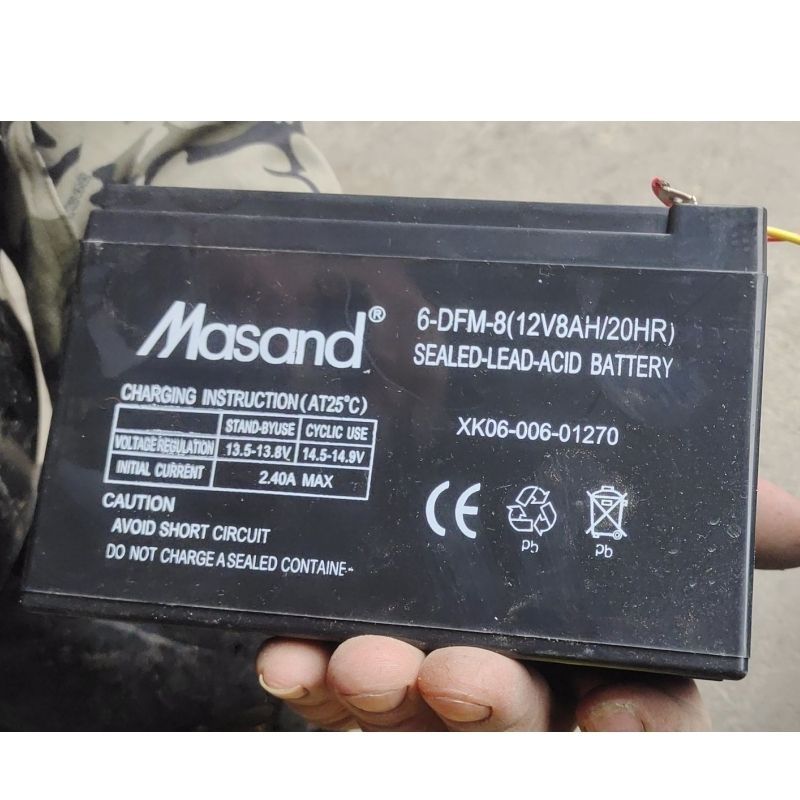 Masand®
6-DFM-8(12V8AH/20HR)
SEALED-LEAD-ACID BATTERY
CHARGING INSTRUCTION(AT25°C)
STAND-BYUSE CYCLIC USE
VOLTAGE REGULATION 13.5-13.8V 14.5-14.9V
INITIAL CURRENT 2.40A MAX
XK06-006-01270
CAUTION
AVOID SHORT CIRCUIT
DO NOT CHARGE A SEALED CONTAINE-
CE
Pb Pb